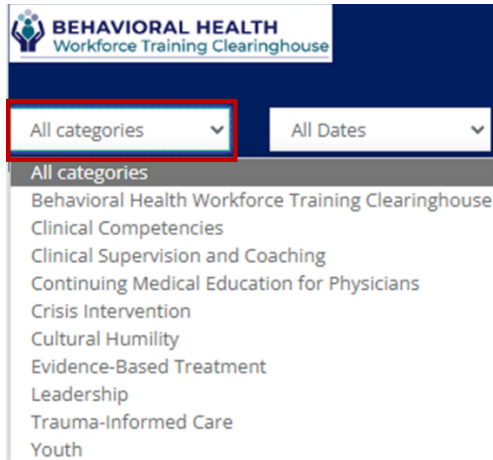 BEHAVIORAL HEALTH
Workforce Training Clearinghouse
All categories
All Dates
All categories
Behavioral Health Workforce Training Clearinghouse
Clinical Competencies
Clinical Supervision and Coaching
Continuing Medical Education for Physicians
Crisis Intervention
Cultural Humility
Evidence-Based Treatment
Leadership
Trauma-Informed Care
Youth